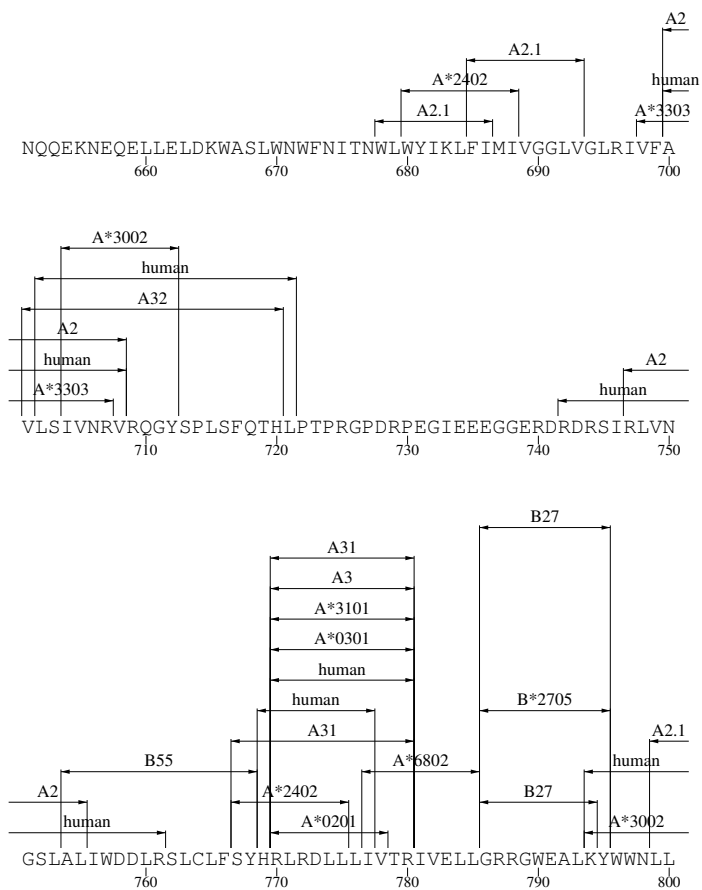 A2
A2.1
A*2402 human
A2.1 A*3303
NQQEKNEQELLELDKWASLWNWFNITNWLWYIKLFIMIVGGLVGLRIVFA
660 670 680 690 700
A*3002
human
A32
A2
human A2
A*3303 human
VLSIVNRVRQGYSPLSFQTHLPTPRGPDRPEGIEEEGGERDRDRSIRLVN
710 720 730 740 750
B27
A31
A3
A*3101
A*0301
human
human B*2705
A31 A2.1
B55 A*6802 human
A2 A*2402 B27
human A*0201 A*3002
GSLALIWDDLRSLCLFSYHRLRDLLLIVTRIVELLGRRGWEALKYWWNLL
760 770 780 790 800